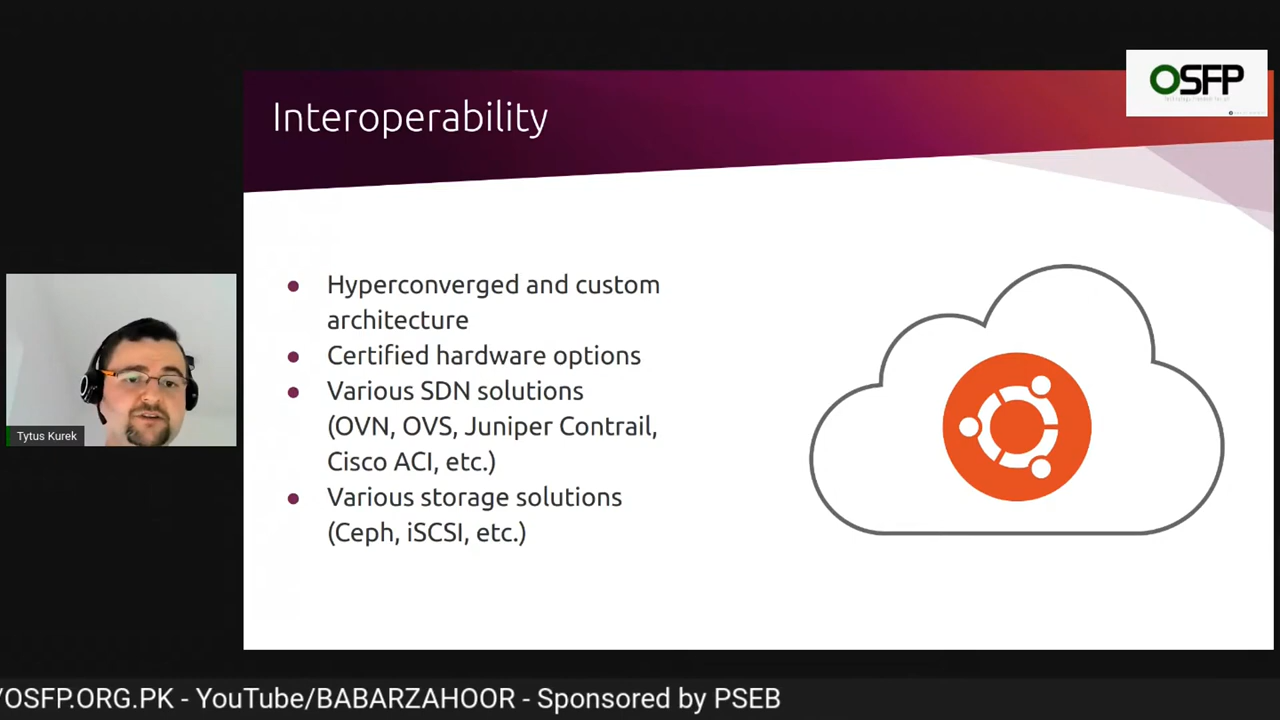 OSFP
Interoperability
● Hyperconverged and custom
architecture
● Certified hardware options
● Various SDN solutions
(OVN, OVS, Juniper Contrail,
Cisco ACI, etc.)
● Various storage solutions
(Ceph, iSCSI, etc.)
Tytus Kurek
/OSFP.ORG.PK - YouTube/BABARZAHOOR - Sponsored by PSEB